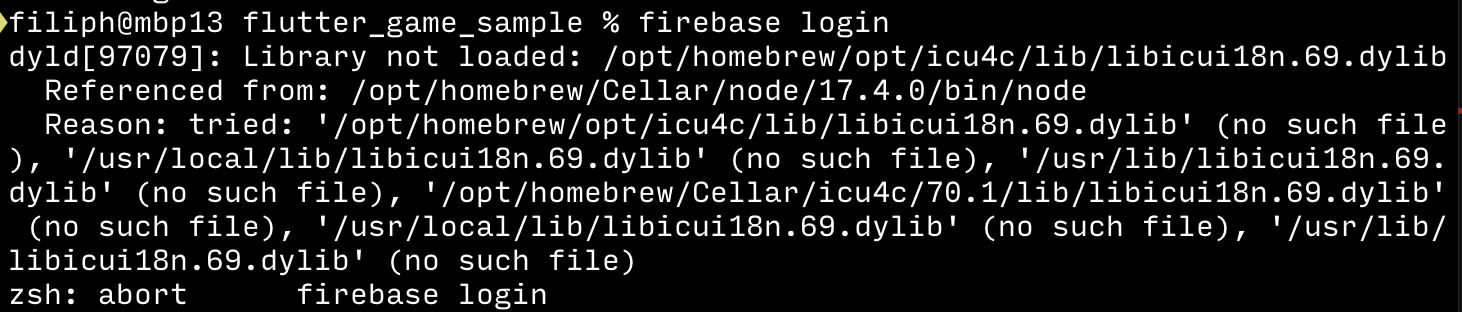 filiph@mbp13 flutter_game_sample % firebase login
dyld[97079]: Library not loaded: /opt/homebrew/opt/icu4c/lib/libicui18n.69.dylib
  Referenced from: /opt/homebrew/Cellar/node/17.4.0/bin/node
  Reason: tried: '/opt/homebrew/opt/icu4c/lib/libicui18n.69.dylib' (no such file
), '/usr/local/lib/libicui18n.69.dylib' (no such file), '/usr/lib/libicui18n.69.
dylib' (no such file), '/opt/homebrew/Cellar/icu4c/70.1/lib/libicui18n.69.dylib'
 (no such file), '/usr/local/lib/libicui18n.69.dylib' (no such file), '/usr/lib/
libicui18n.69.dylib' (no such file)
zsh: abort      firebase login